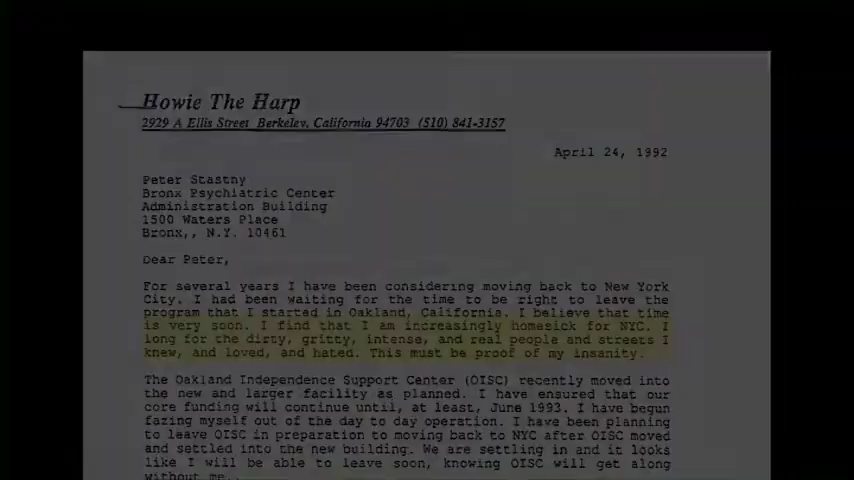 Howie The Harp
2929 A Ellis Street Berkeley, California 94703 (510) 841-3157
April 24, 1992
Peter Stastny
Bronx Psychiatric Center
Administration Building
1500 Waters Place
Bronx,, N.Y. 10461
Dear Peter,
For several years I have been considering moving back to New York
City. I had been waiting for the time to be right to leave the
program that I started in Oakland, California. I believe that time
is very soon. I find that I am increasingly homesick for NYC. I
long for the dirty, gritty, intense, and real people and streets I
knew, and loved, and hated. This must be proof of my insanity.
The Oakland Independence Support Center (OISC) recently moved into
the new and larger facility as planned. I have ensured that our
core funding will continue until, at least, June 1993. I have begun
fazing myself out of the day to day operation. I have been planning
to leave OISC in preparation to moving back to NYC after OISC moved
and settled into the new building. We are settling in and it looks
like I will be able to leave soon, knowing OISC will get along
without me.